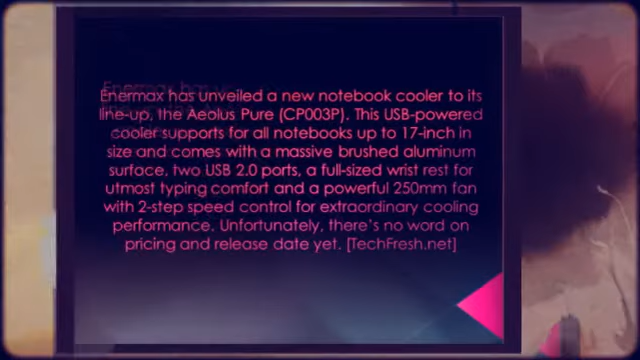 Enermax has unveiled a new notebook cooler to its
line-up, the Aeolus Pure (CP003P). This USB-powered
cooler supports for all notebooks up to 17-inch in
size and comes with a massive brushed aluminum
surface, two USB 2.0 ports, a full-sized wrist rest for
utmost typing comfort and a powerful 250mm fan
with 2-step speed control for extraordinary cooling
performance. Unfortunately, there's no word on
pricing and release date yet. [TechFresh.net]